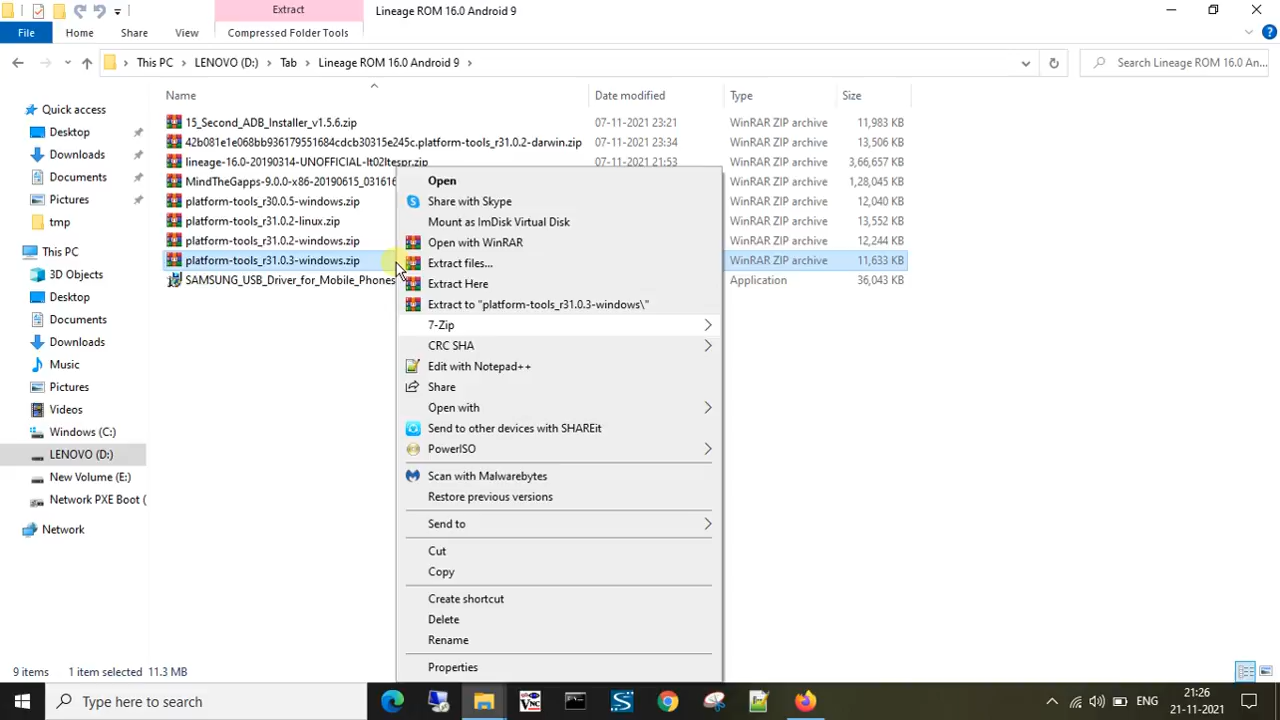 Extract
Lineage ROM 16.0 Android 9
File
Home
Share
View
Compressed Folder Tools
This PC
LENOVO (D:)
Tab
Lineage ROM 16.0 Android 9
Search Lineage ROM 16.0 An...
Name
Date modified
Type
Size
15_Second_ADB_Installer_v1.5.6.zip
07-11-2021 23:21
WinRAR ZIP archive
11,983 KB
42b081e1e068bb936179551684cdcb30315e245c.platform-tools_r31.0.2-darwin.zip
07-11-2021 23:34
WinRAR ZIP archive
13,506 KB
lineage-16.0-20190314-UNOFFICIAL-lt02ltespr.zip
07-11-2021 21:53
WinRAR ZIP archive
3,66,657 KB
MindTheGapps-9.0.0-x86-20190615_031616
WinRAR ZIP archive
1,28,045 KB
platform-tools_r30.0.5-windows.zip
WinRAR ZIP archive
12,040 KB
platform-tools_r31.0.2-linux.zip
WinRAR ZIP archive
13,552 KB
platform-tools_r31.0.2-windows.zip
WinRAR ZIP archive
12,244 KB
platform-tools_r31.0.3-windows.zip
WinRAR ZIP archive
11,633 KB
SAMSUNG_USB_Driver_for_Mobile_Phones
Application
36,043 KB
Quick access
Desktop
Downloads
Documents
Pictures
tmp
This PC
3D Objects
Desktop
Documents
Downloads
Music
Pictures
Videos
Windows (C:)
LENOVO (D:)
New Volume (E:)
Network PXE Boot (
Network
Open
Share with Skype
Mount as ImDisk Virtual Disk
Open with WinRAR
Extract files...
Extract Here
Extract to "platform-tools_r31.0.3-windows\"
7-Zip
CRC SHA
Edit with Notepad++
Share
Open with
Send to other devices with SHAREit
PowerISO
Scan with Malwarebytes
Restore previous versions
Send to
Cut
Copy
Create shortcut
Delete
Rename
Properties
9 items
1 item selected 11.3 MB
Type here to search
ENG
21:26
21-11-2021